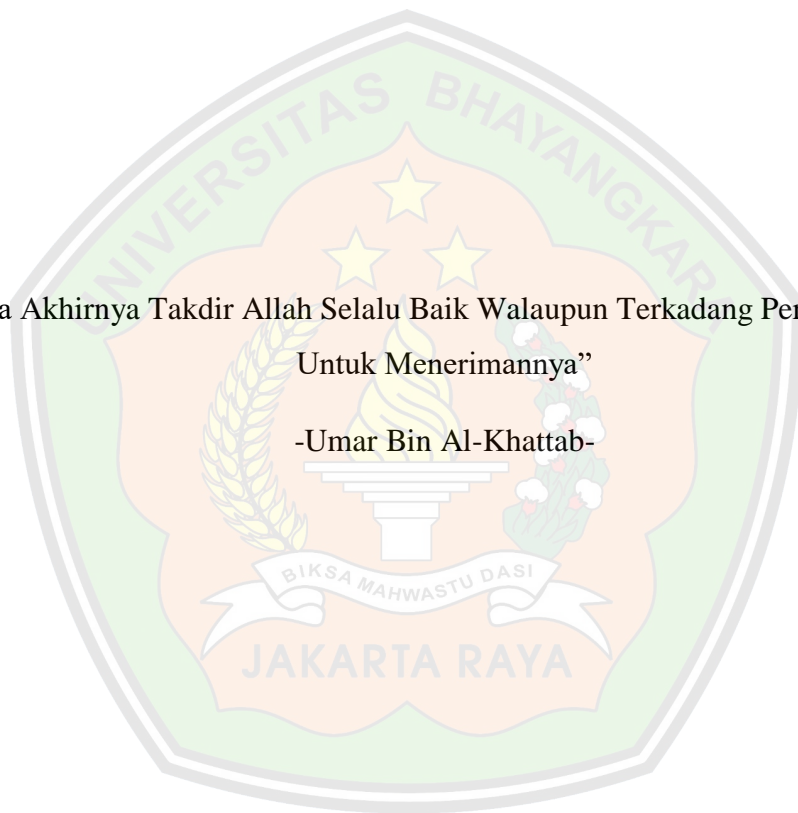 UNIVERSITAS BHAYANGKARA
a Akhirnya Takdir Allah Selalu Baik Walaupun Terkadang Per
Untuk Menerimannya”
-Umar Bin Al-Khattab-
BIKSA MAHWASTU DASI
JAKARTA RAYA